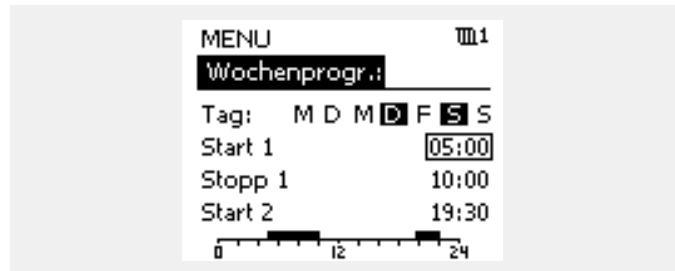 MENU 1
Wochenprogr.:
Tag: M D M D F S S
Start 1 05:00
Stopp 1 10:00
Start 2 19:30
0 12 24